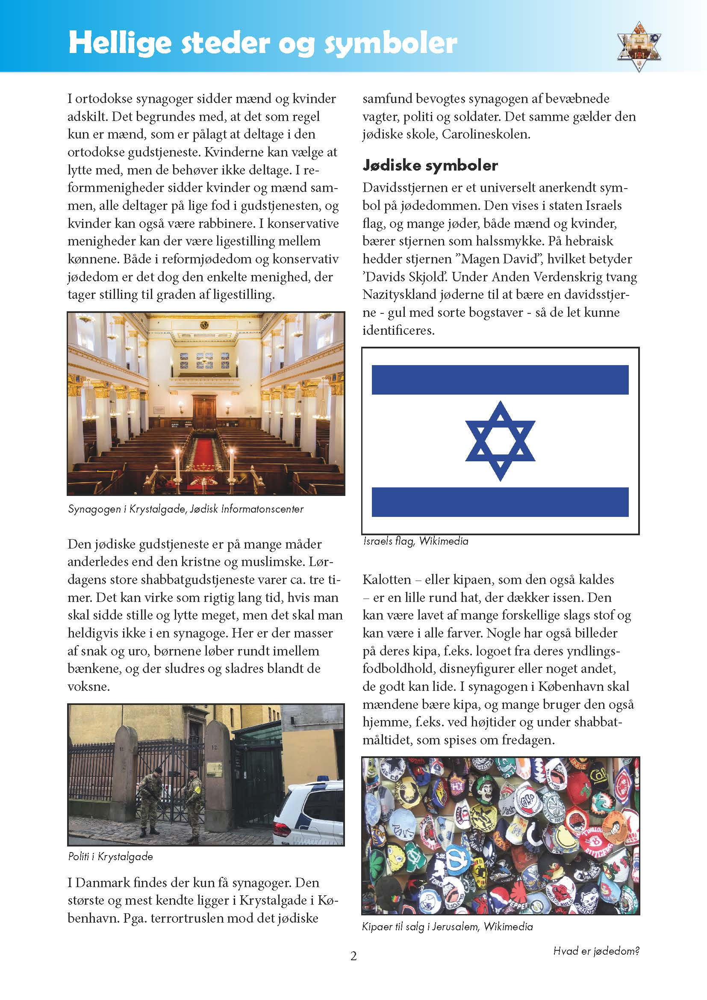 Hellige steder og symboler
I ortodokse synagoger sidder mænd og kvinder
adskilt. Det begrundes med, at det som regel
kun er mænd, som er pålagt at deltage i den
ortodokse gudstjeneste. Kvinderne kan vælge at
lytte med, men de behøver ikke deltage. I re-
formmenigheder sidder kvinder og mænd sam-
men, alle deltager på lige fod i gudstjenesten, og
kvinder kan også være rabbinere. I konservative
menigheder kan der være ligestilling mellem
kønnene. Både i reformjødedom og konservativ
jødedom er det dog den enkelte menighed, der
tager stilling til graden af ligestilling.
Synagogen i Krystalgade, Jødisk Informatonscenter
Den jødiske gudstjeneste er på mange måder
anderledes end den kristne og muslimske. Lør-
dagens store shabbatgudstjeneste varer ca. tre ti-
mer. Det kan virke som rigtig lang tid, hvis man
skal sidde stille og lytte meget, men det skal man
heldigvis ikke i en synagoge. Her er der masser
af snak og uro, børnene løber rundt imellem
bænkene, og der sludres og sladres blandt de
voksne.
12
12
Politi i Krystalgade
I Danmark findes der kun få synagoger. Den
største og mest kendte ligger i Krystalgade i Kø-
benhavn. Pga. terrortruslen mod det jødiske
samfund bevogtes synagogen af bevæbnede
vagter, politi og soldater. Det samme gælder den
jødiske skole, Carolineskolen.
Jødiske symboler
Davidsstjernen er et universelt anerkendt sym-
bol på jødedommen. Den vises i staten Israels
flag, og mange jøder, både mænd og kvinder,
bærer stjernen som halssmykke. På hebraisk
hedder stjernen ”Magen David”, hvilket betyder
’Davids Skjold’. Under Anden Verdenskrig tvang
Nazityskland jøderne til at bære en davidsstjer-
ne - gul med sorte bogstaver - så de let kunne
identificeres.
Israels flag, Wikimedia
Kalotten – eller kipaen, som den også kaldes
– er en lille rund hat, der dækker issen. Den
kan være lavet af mange forskellige slags stof og
kan være i alle farver. Nogle har også billeder
på deres kipa, f.eks. logoet fra deres yndlings-
fodboldhold, disneyfigurer eller noget andet,
de godt kan lide. I synagogen i København skal
mændene bære kipa, og mange bruger den også
hjemme, f.eks. ved højtider og under shabbat-
måltidet, som spises om fredagen.
RAYS
PEPPER
Kipaer til salg i Jerusalem, Wikimedia
2
Hvad er jødedom?